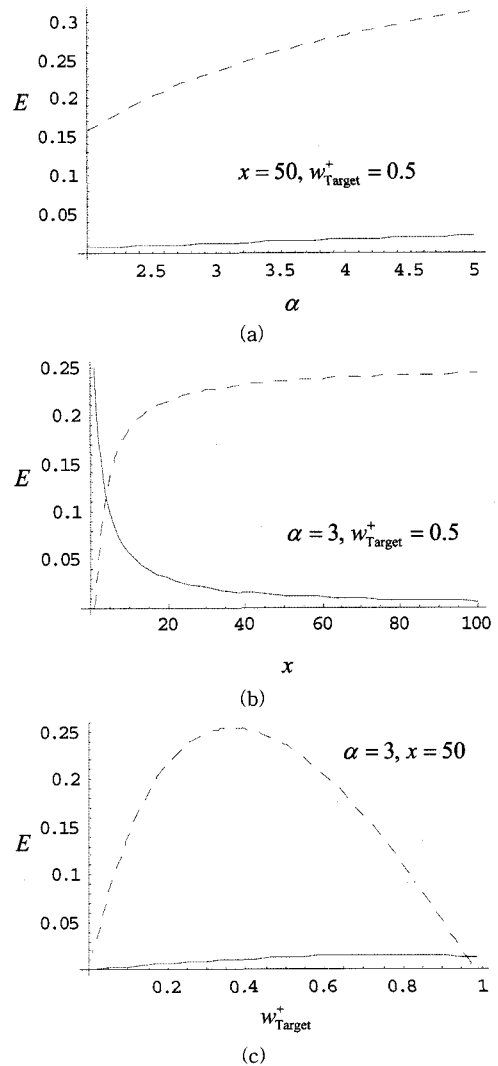 0.3
0.25
0.2
E
0.15
0.1
x = 50, w⁺_Target = 0.5
0.05
2.5 3 3.5 4 4.5 5
α
(a)
0.25
0.2
0.15
E
0.1
α = 3, w⁺_Target = 0.5
0.05
20 40 60 80 100
x
(b)
0.25
α = 3, x = 50
0.2
0.15
E
0.1
0.05
0.2 0.4 0.6 0.8 1
w⁺_Target
(c)